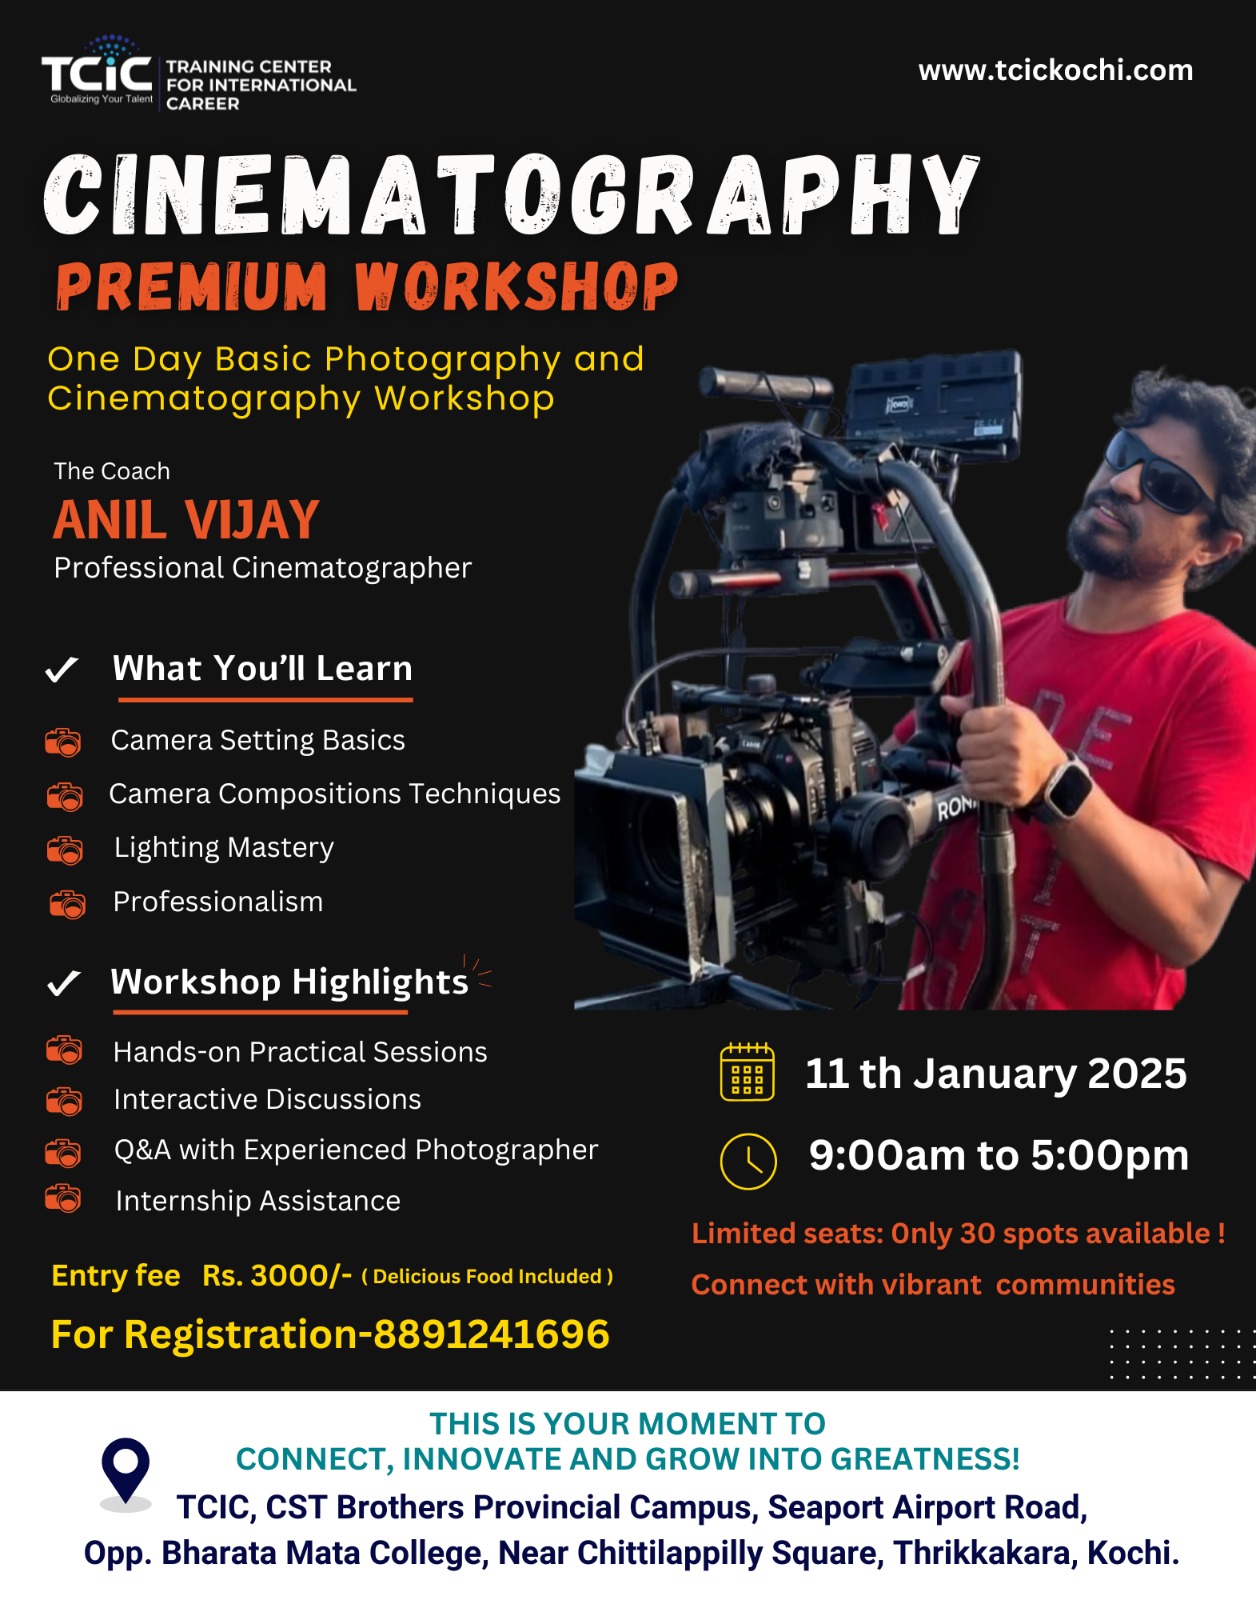 TCiC
Globalizing Your Talent
TRAINING CENTER
FOR INTERNATIONAL
CAREER
www.tcickochi.com
CINEMATOGRAPHY
PREMIUM WORKSHOP
One Day Basic Photography and
Cinematography Workshop
The Coach
ANIL VIJAY
Professional Cinematographer
What You'll Learn
Camera Setting Basics
Camera Compositions Techniques
Lighting Mastery
Professionalism
Workshop Highlights
Hands-on Practical Sessions
Interactive Discussions
Q&A with Experienced Photographer
Internship Assistance
Canon
RONI
11 th January 2025
9:00am to 5:00pm
Limited seats: 0nly 30 spots available !
Connect with vibrant communities
Entry fee Rs. 3000/- ( Delicious Food Included )
For Registration-8891241696
THIS IS YOUR MOMENT TO
CONNECT, INNOVATE AND GROW INTO GREATNESS!
TCIC, CST Brothers Provincial Campus, Seaport Airport Road,
Opp. Bharata Mata College, Near Chittilappilly Square, Thrikkakara, Kochi.